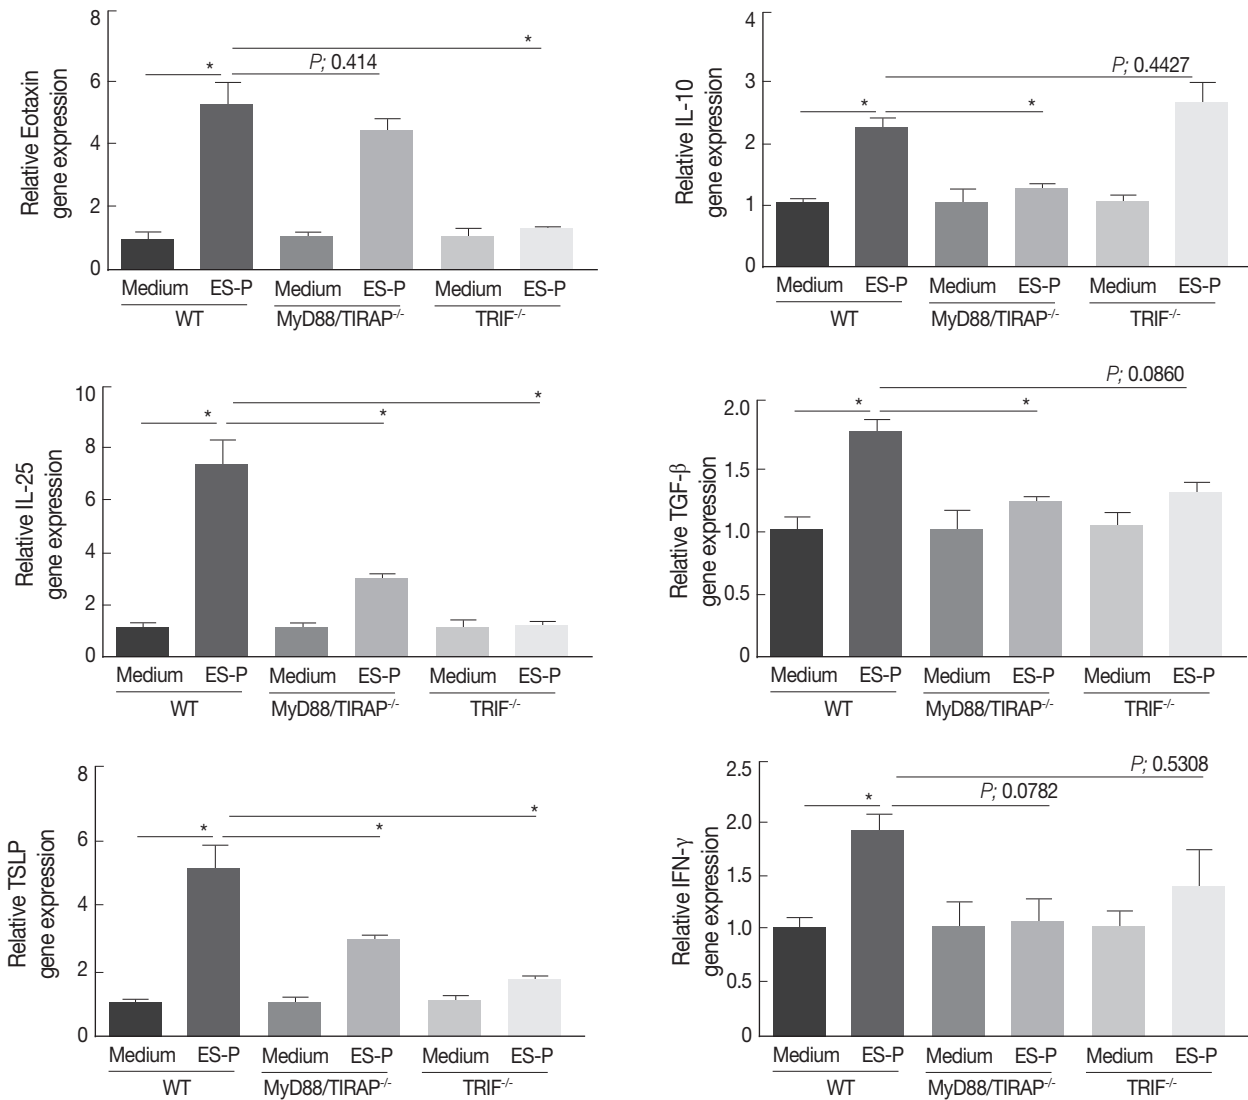 Relative Eotaxin
gene expression
8
6
4
2
0
*
P; 0.414
*
Medium ES-P Medium ES-P Medium ES-P
WT MyD88/TIRAP-/- TRIF-/-
Relative IL-10
gene expression
4
3
2
1
0
*
*
P; 0.4427
Medium ES-P Medium ES-P Medium ES-P
WT MyD88/TIRAP-/- TRIF-/-
Relative IL-25
gene expression
10
8
6
4
2
0
*
*
*
Medium ES-P Medium ES-P Medium ES-P
WT MyD88/TIRAP-/- TRIF-/-
Relative TGF-β
gene expression
2.0
1.5
1.0
0.5
0
*
*
P; 0.0860
Medium ES-P Medium ES-P Medium ES-P
WT MyD88/TIRAP-/- TRIF-/-
Relative TSLP
gene expression
8
6
4
2
0
*
*
*
Medium ES-P Medium ES-P Medium ES-P
WT MyD88/TIRAP-/- TRIF-/-
Relative IFN-γ
gene expression
2.5
2.0
1.5
1.0
0.5
0
*
P; 0.0782
P; 0.5308
Medium ES-P Medium ES-P Medium ES-P
WT MyD88/TIRAP-/- TRIF-/-